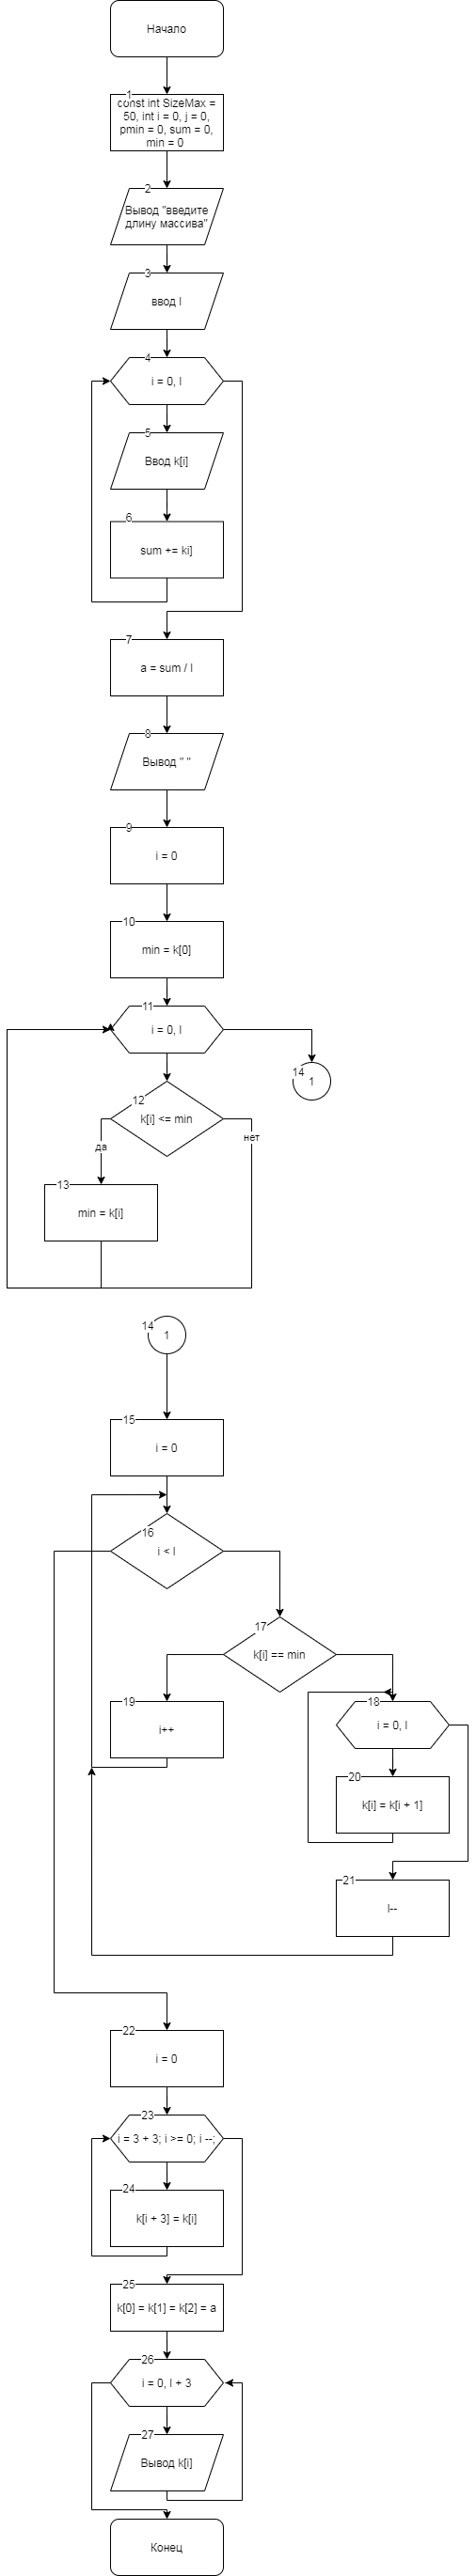 Начало
1
const int SizeMax =
50, int i = 0, j = 0,
pmin = 0, sum = 0,
min = 0
2
Вывод "введите
длину массива"
3
ввод l
4
i = 0, l
5
Ввод k[i]
6
sum += ki]
7
a = sum / l
8
Вывод " "
9
i = 0
10
min = k[0]
11
i = 0, l
14
1
12
k[i] <= min
да
нет
13
min = k[i]
14
1
15
i = 0
16
i < l
17
k[i] == min
19
i++
18
i = 0, l
20
k[i] = k[i + 1]
21
l--
22
i = 0
23
i = 3 + 3; i >= 0; i --;
24
k[i + 3] = k[i]
25
k[0] = k[1] = k[2] = a
26
i = 0, l + 3
27
Вывод k[i]
Конец